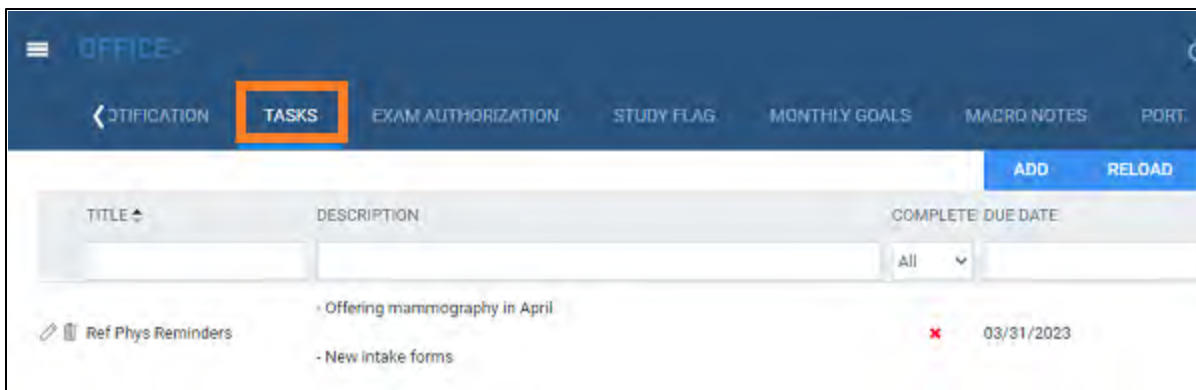 OFFICE
OTIFICATION TASKS EXAM AUTHORIZATION STUDY FLAG MONTHLY GOALS MACRO NOTES PORT
ADD RELOAD
TITLE DESCRIPTION COMPLETE DUE DATE
All
- Offering mammography in April
Ref Phys Reminders 03/31/2023
- New intake forms